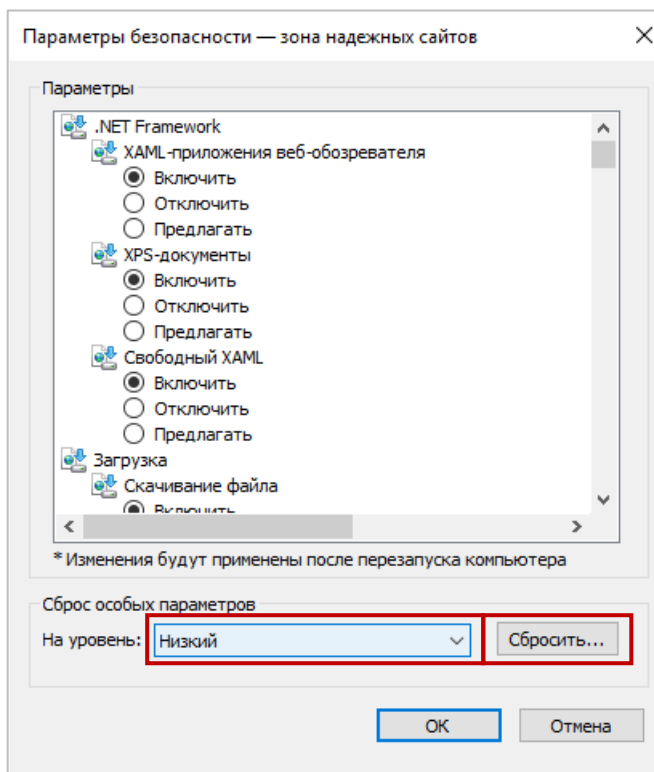 Параметры безопасности — зона надежных сайтов
Параметры
.NET Framework
XAML-приложения веб-обозревателя
Включить
Отключить
Предлагать
XPS-документы
Включить
Отключить
Предлагать
Свободный XAML
Включить
Отключить
Предлагать
Загрузка
Скачивание файла
Включить
* Изменения будут применены после перезапуска компьютера
Сброс особых параметров
На уровень: Низкий Сбросить...
ОК Отмена